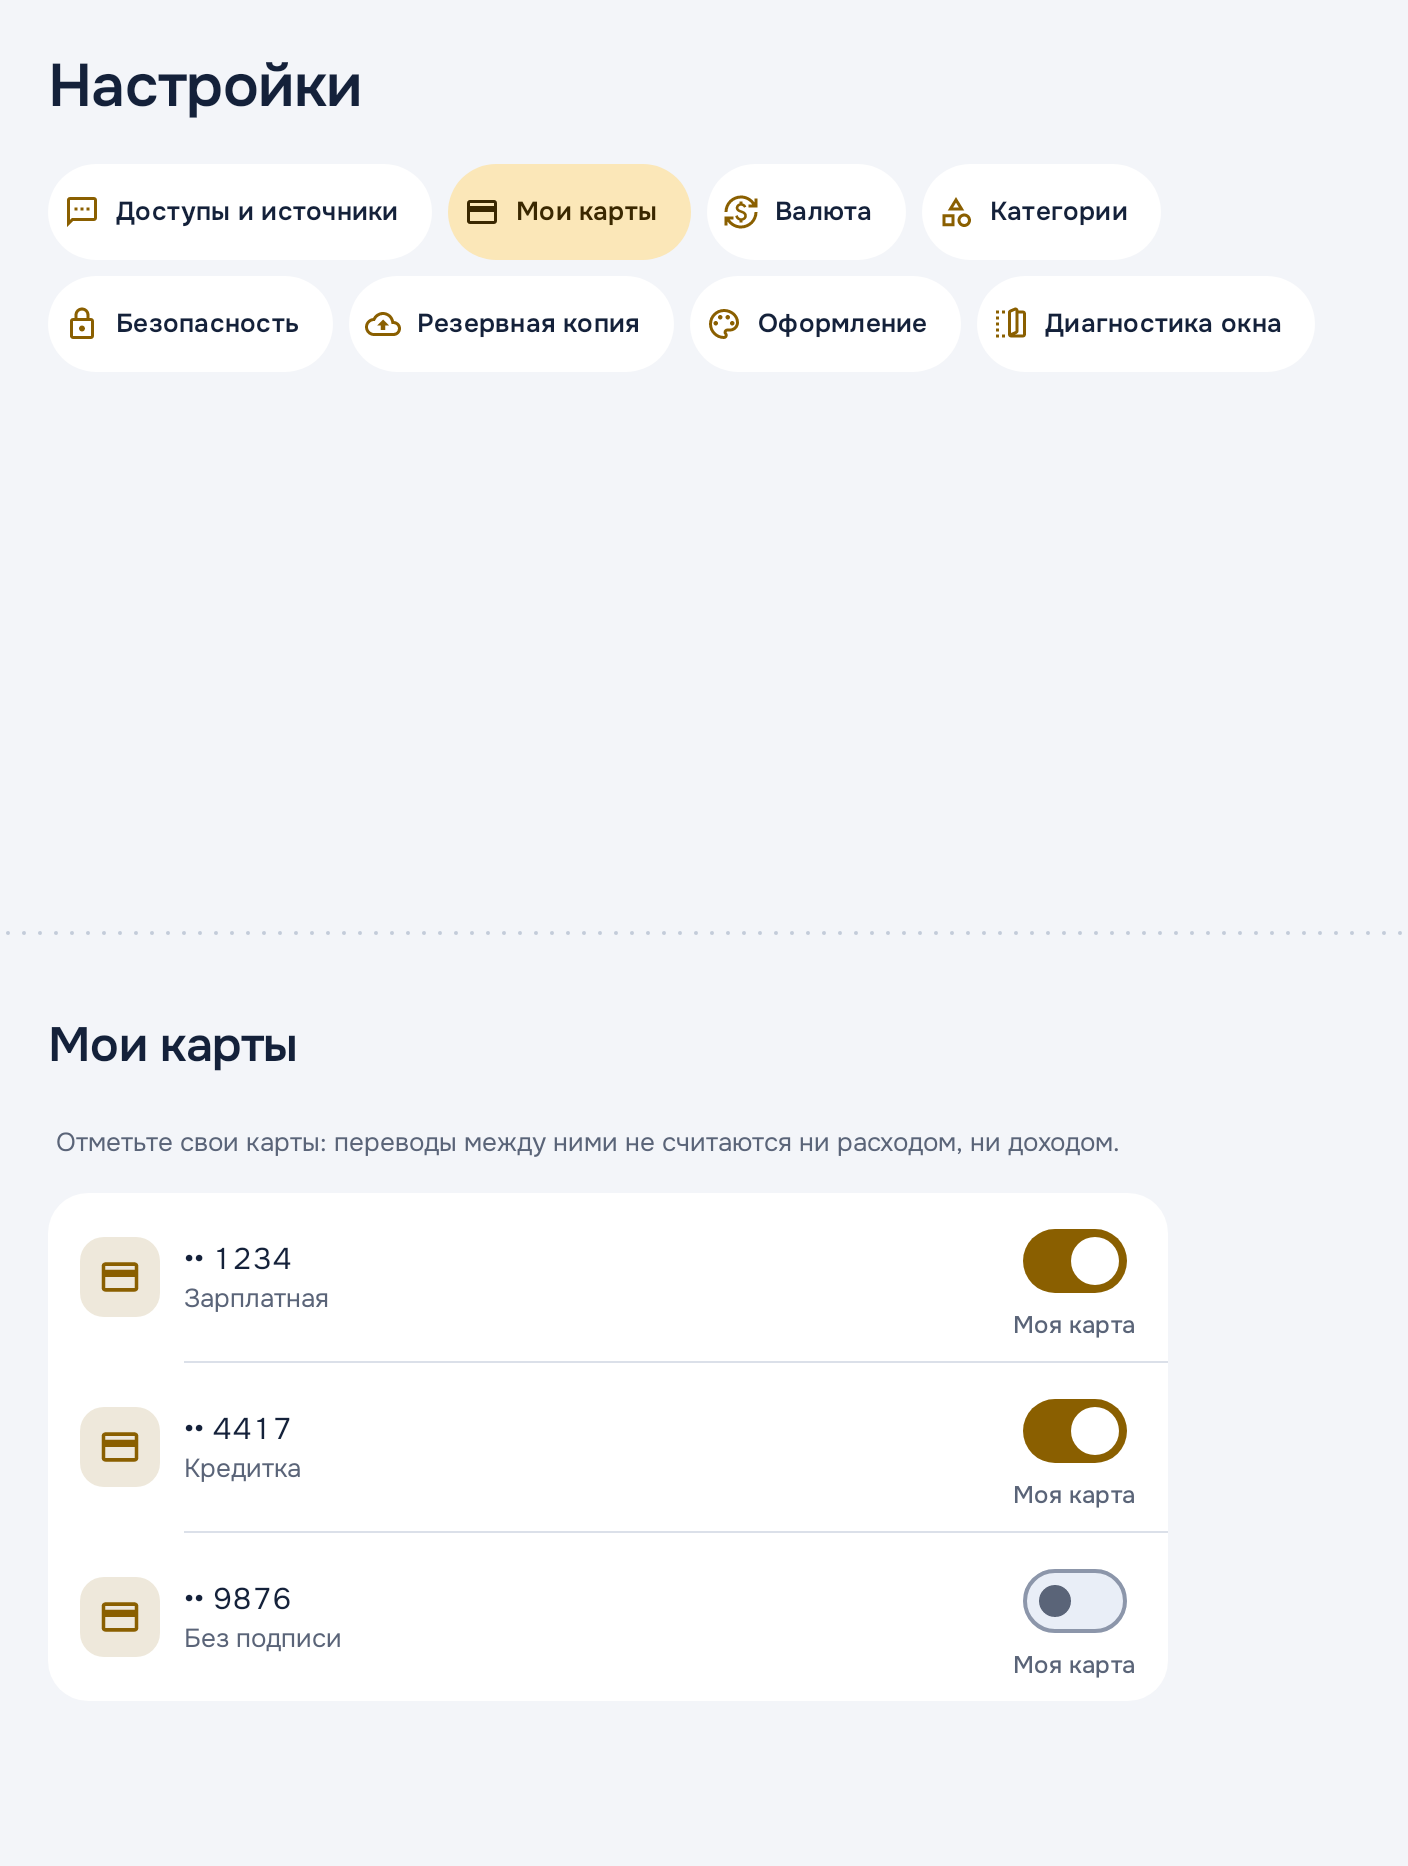 Настройки
Доступы и источники Мои карты Валюта Категории
Безопасность Резервная копия Оформление Диагностика окна
Мои карты
Отметьте свои карты: переводы между ними не считаются ни расходом, ни доходом.
•• 1234
Зарплатная
Моя карта
•• 4417
Кредитка
Моя карта
•• 9876
Без подписи
Моя карта